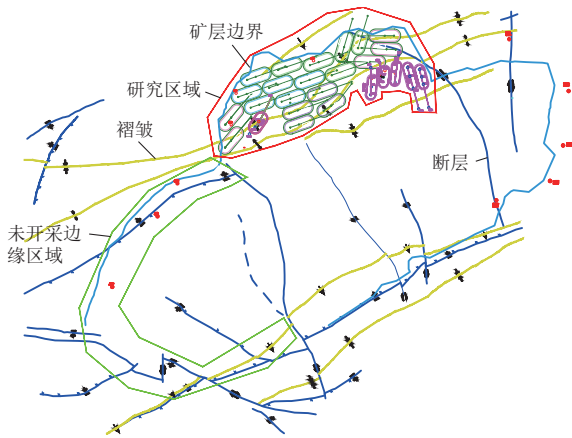 矿层边界
研究区域
褶皱
断层
未开采边
缘区域